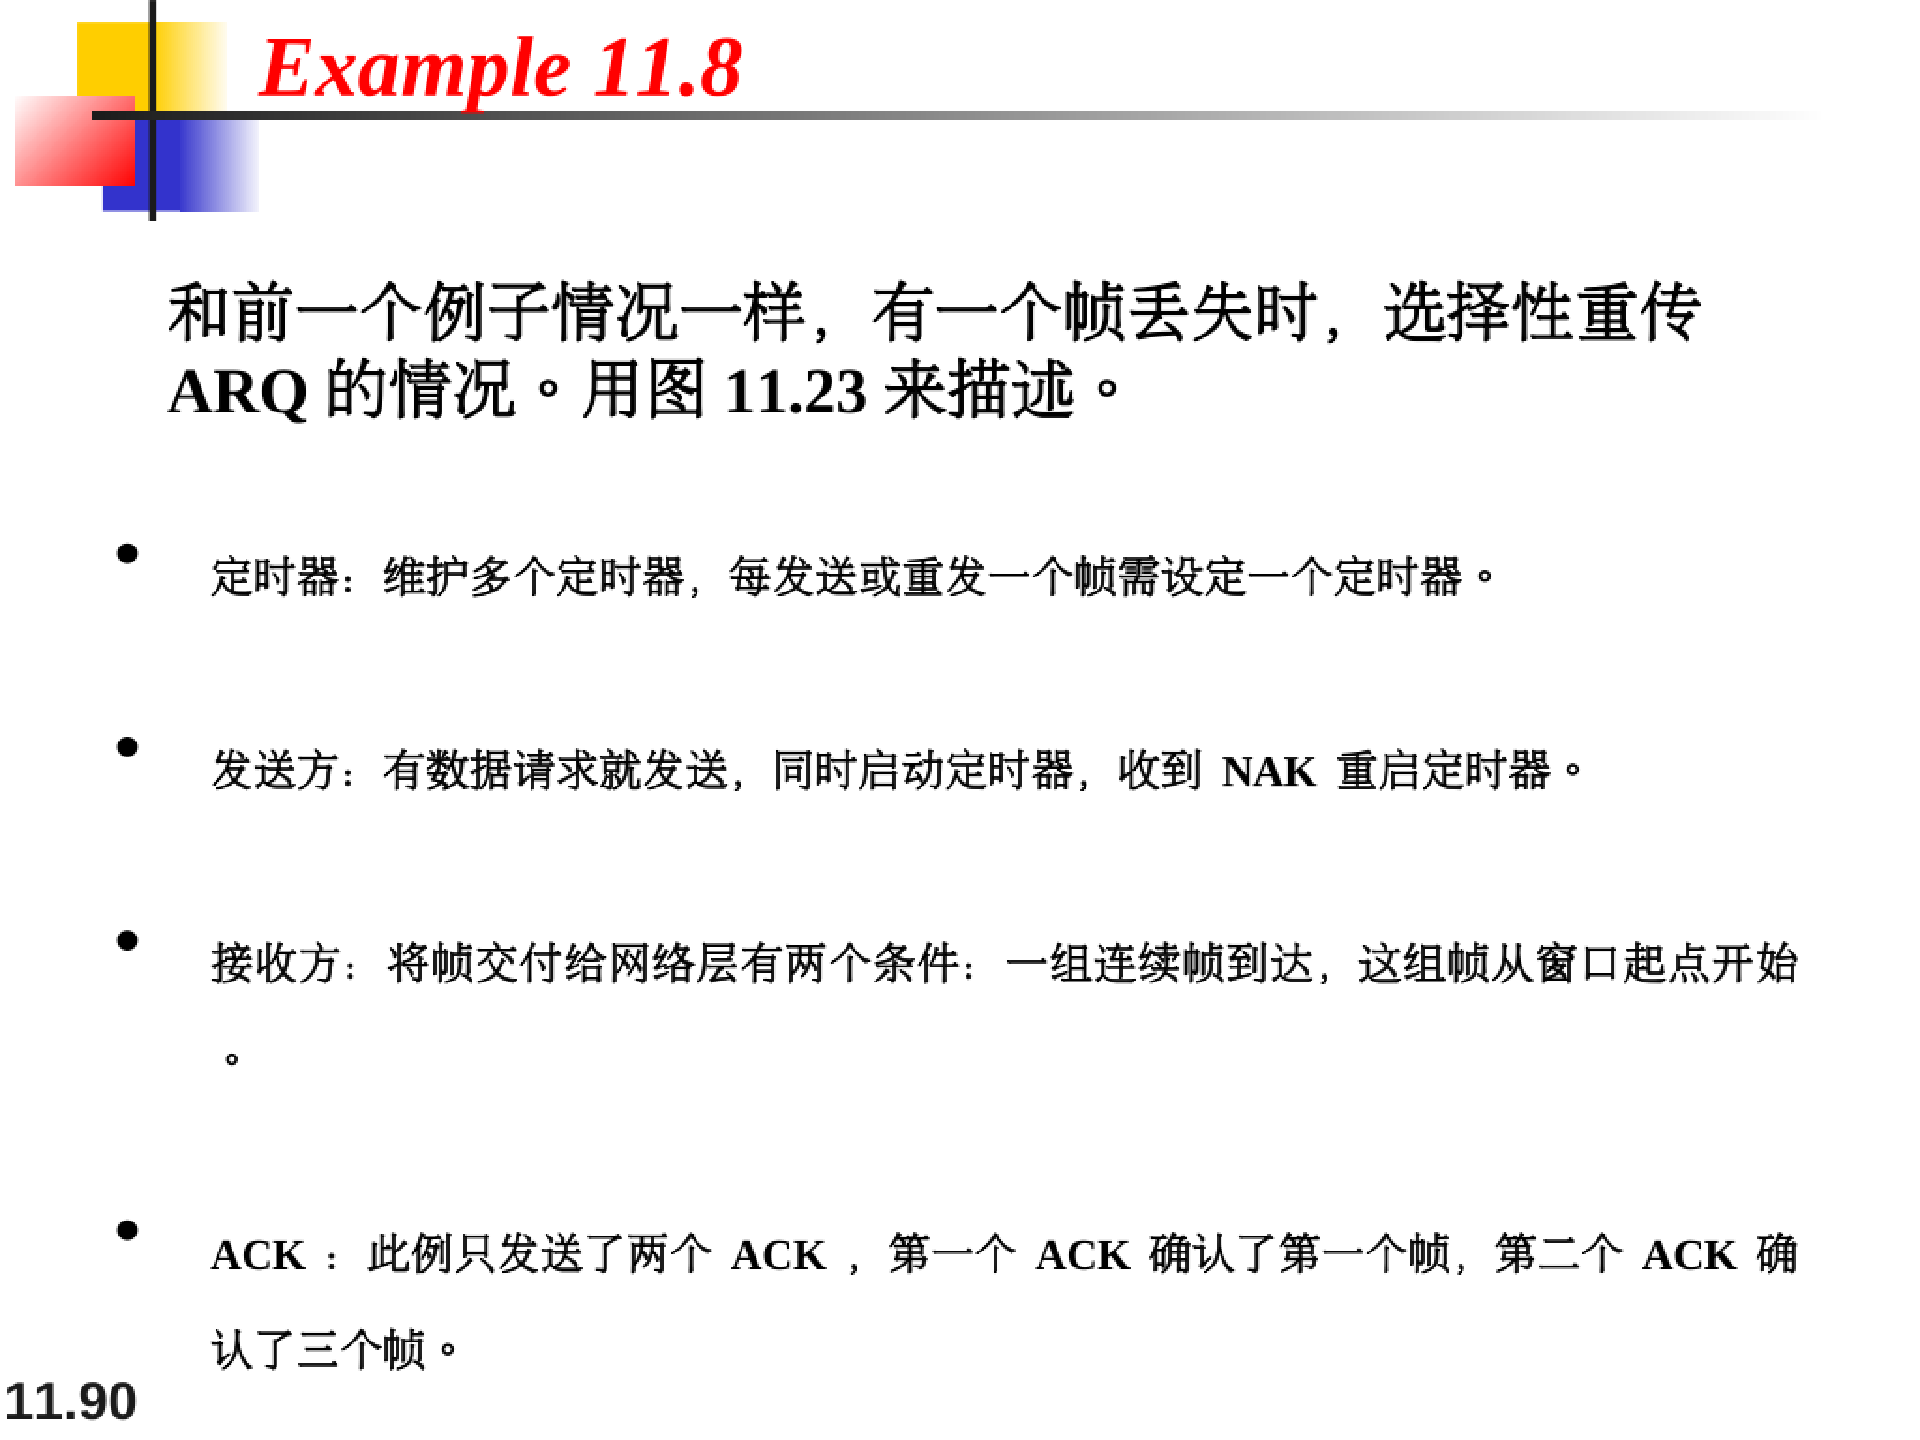 Example 11.8
和前一个例子情况一样，有一个帧丢失时，选择性重传
ARQ 的情况。用图 11.23 来描述。
• 定时器：维护多个定时器，每发送或重发一个帧需设定一个定时器。
• 发送方：有数据请求就发送，同时启动定时器，收到 NAK 重启定时器。
• 接收方：将帧交付给网络层有两个条件：一组连续帧到达，这组帧从窗口起点开始
。
• ACK ：此例只发送了两个 ACK ，第一个 ACK 确认了第一个帧，第二个 ACK 确
认了三个帧。
11.90